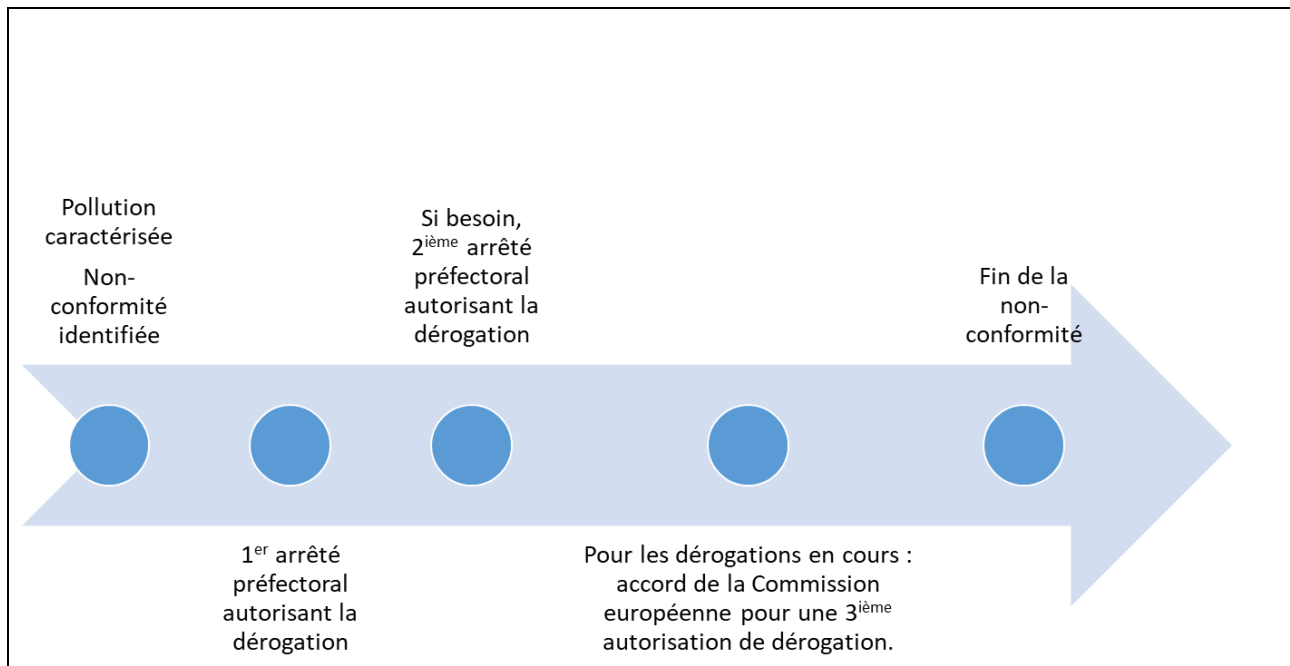 Pollution
caractérisée
Non-
conformité
identifiée
1er arrêté
préfectoral
autorisant la
dérogation
Si besoin,
2ième arrêté
préfectoral
autorisant la
dérogation
Pour les dérogations en cours :
accord de la Commission
européenne pour une 3ième
autorisation de dérogation.
Fin de la
non-
conformité